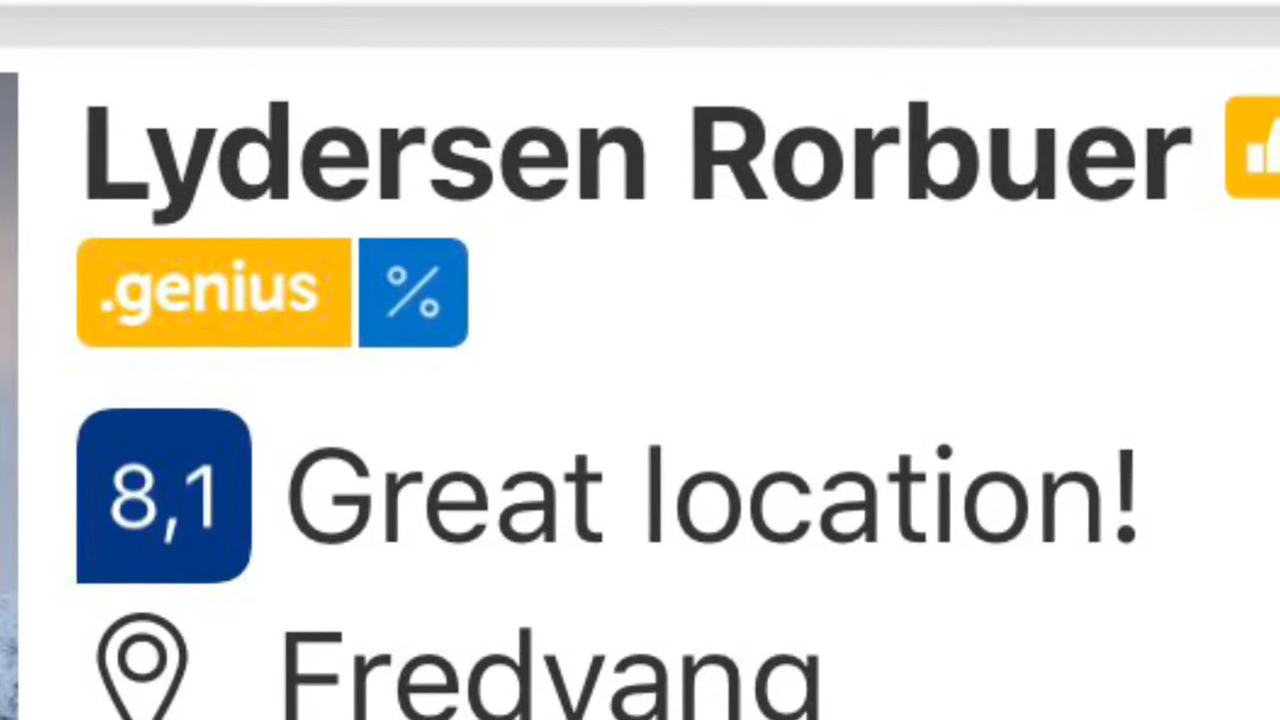 Lydersen Rorbuer
.genius %
8,1 Great location!
Fredvang